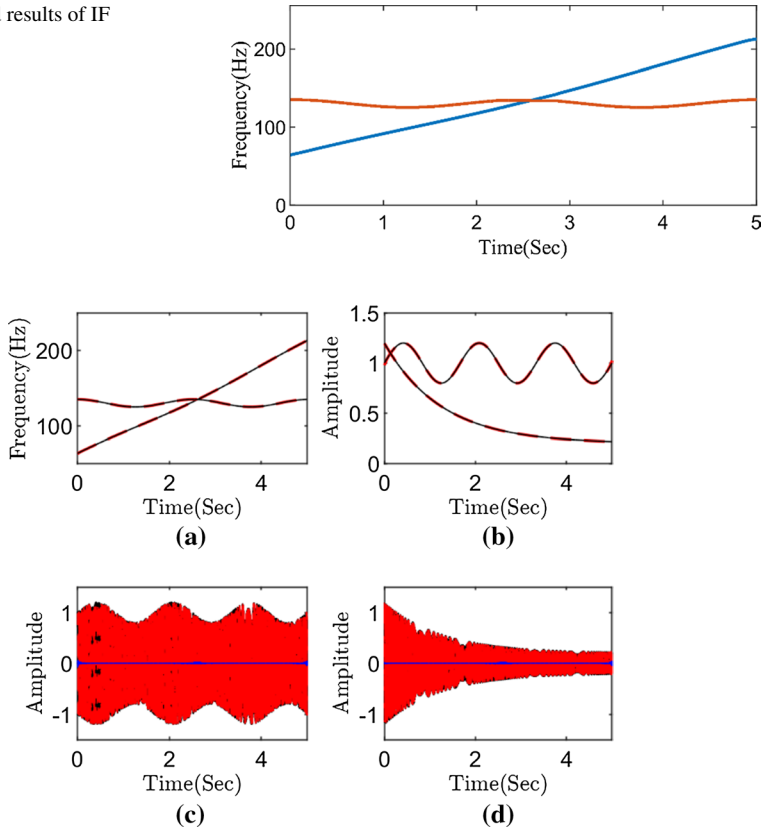 results of IF
200
100
0
Frequency(Hz)
0 1 2 3 4 5
Time(Sec)
200
100
Frequency(Hz)
0 2 4
Time(Sec)
(a)
1.5
1
0.5
0
Amplitude
0 2 4
Time(Sec)
(b)
1
0
-1
Amplitude
0 2 4
Time(Sec)
(c)
1
0
-1
Amplitude
0 2 4
Time(Sec)
(d)